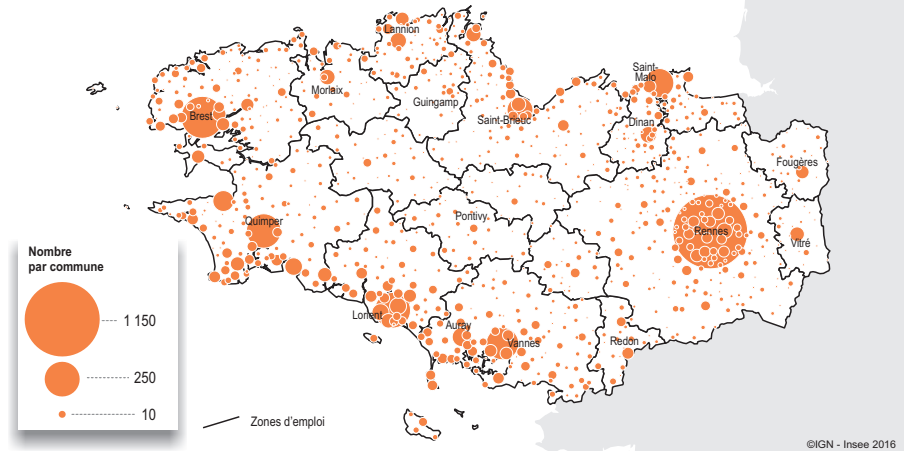 Lannion
Saint-
Malo
Morlaix
Guingamp
Brest
Saint-Brieuc
Dinan
Fougères
Quimper
Pontivy
Rennes
Vitré
Nombre
par commune
1 150
250
10
Lorient
Auray
Vannes
Redon
Zones d'emploi
©IGN - Insee 2016